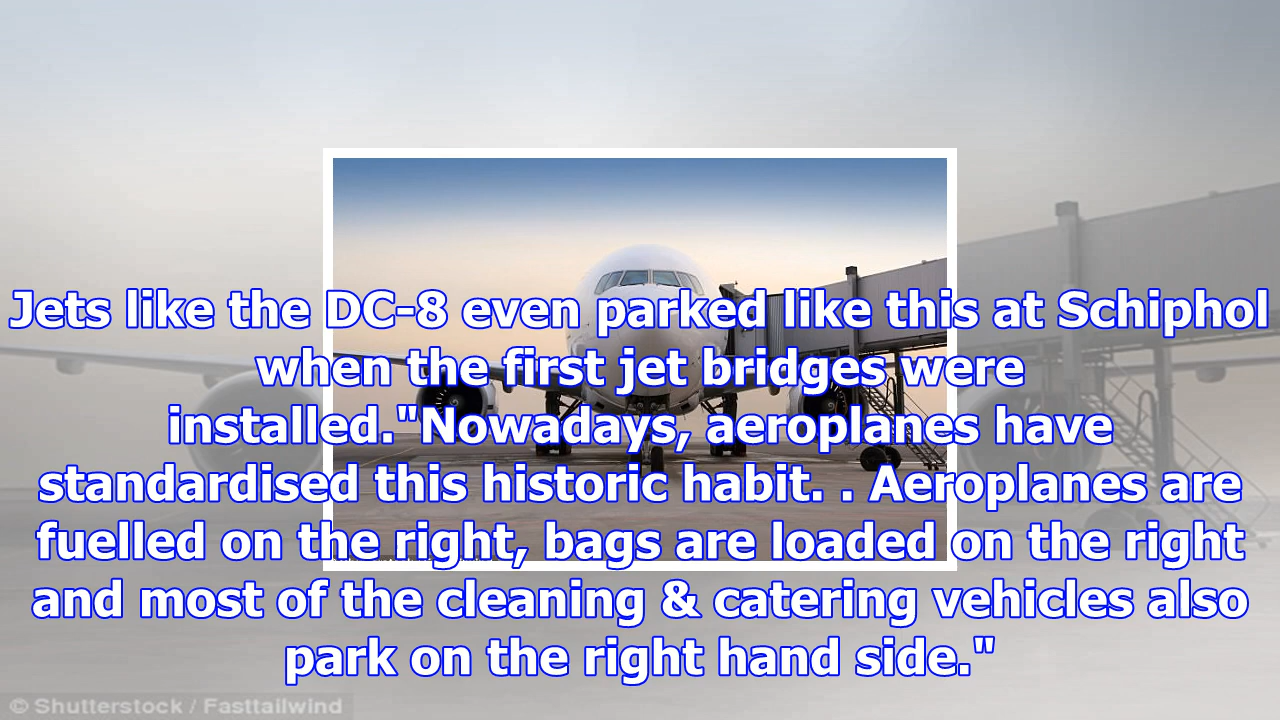 Jets like the DC-8 even parked like this at Schiphol
when the first jet bridges were
installed."Nowadays, aeroplanes have
standardised this historic habit. . Aeroplanes are
fuelled on the right, bags are loaded on the right
and most of the cleaning & catering vehicles also
park on the right hand side."
© Shutterstock / Fasttailwind